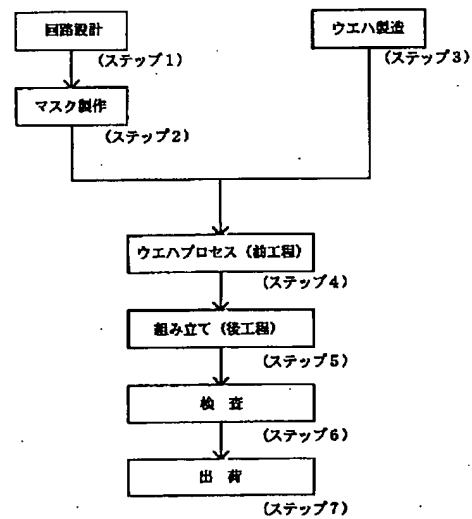 回路設計
(ステップ1)
マスク製作
(ステップ2)
ウエハ製造
(ステップ3)
ウエハプロセス(前工程)
(ステップ4)
組み立て(後工程)
(ステップ5)
検 査
(ステップ6)
出 荷
(ステップ7)